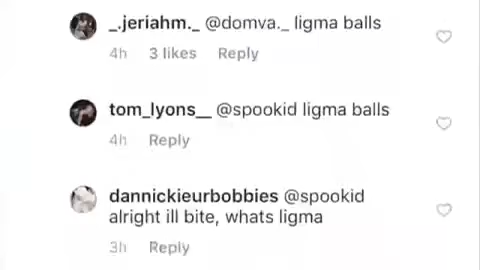 _.jeriahm._ @domva._ ligma balls
4h 3 likes Reply
tom_lyons__ @spookid ligma balls
4h Reply
dannickieurbobbies @spookid
alright ill bite, whats ligma
3h Reply